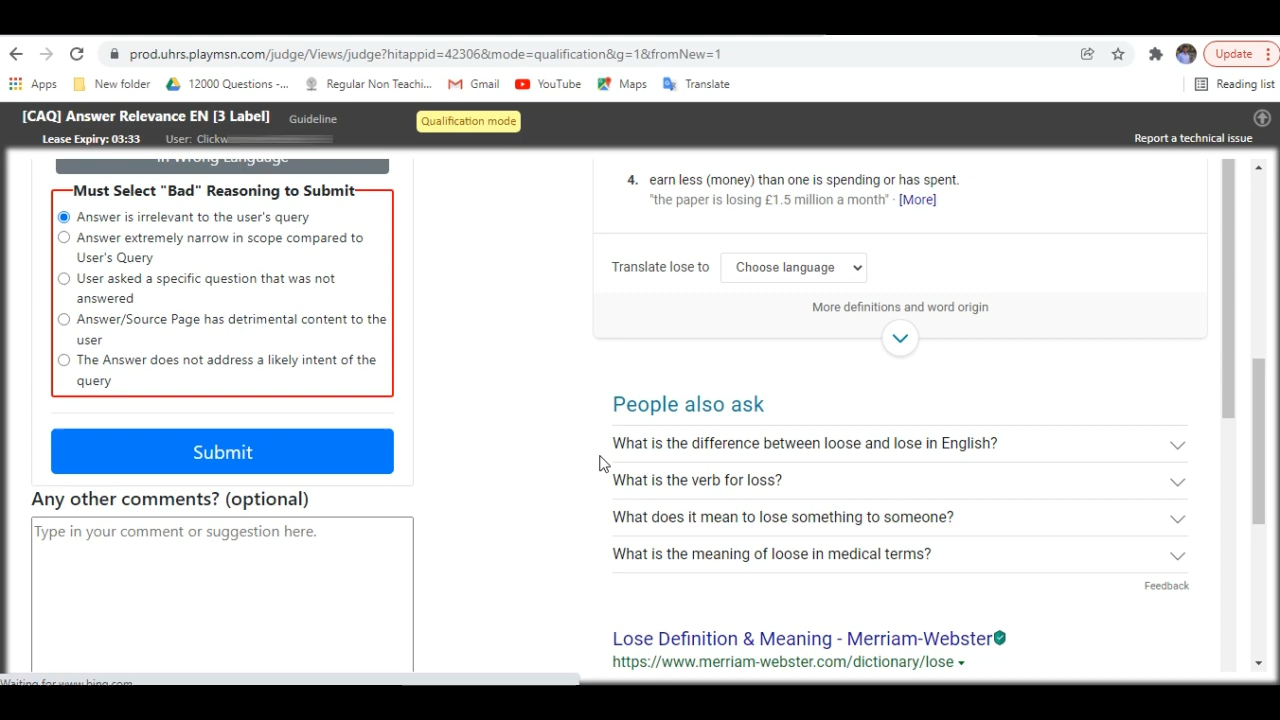 prod.uhrs.playmsn.com/judge/Views/judge?hitappid=42306&mode=qualification&g=1&fromNew=1
Update
Apps
New folder
12000 Questions -...
Regular Non Teachi...
Gmail
YouTube
Maps
Translate
Reading list
[CAQ] Answer Relevance EN [3 Label]
Guideline
Qualification mode
Lease Expiry: 03:33
User: Clickw
Report a technical issue
in Wrong Language
Must Select "Bad" Reasoning to Submit
Answer is irrelevant to the user's query
Answer extremely narrow in scope compared to
User's Query
User asked a specific question that was not
answered
Answer/Source Page has detrimental content to the
user
The Answer does not address a likely intent of the
query
Submit
Any other comments? (optional)
Type in your comment or suggestion here.
4. earn less (money) than one is spending or has spent.
"the paper is losing £1.5 million a month" · [More]
Translate lose to
Choose language
More definitions and word origin
People also ask
What is the difference between loose and lose in English?
What is the verb for loss?
What does it mean to lose something to someone?
What is the meaning of loose in medical terms?
Feedback
Lose Definition & Meaning - Merriam-Webster
https://www.merriam-webster.com/dictionary/lose
Waiting for www.bing.com